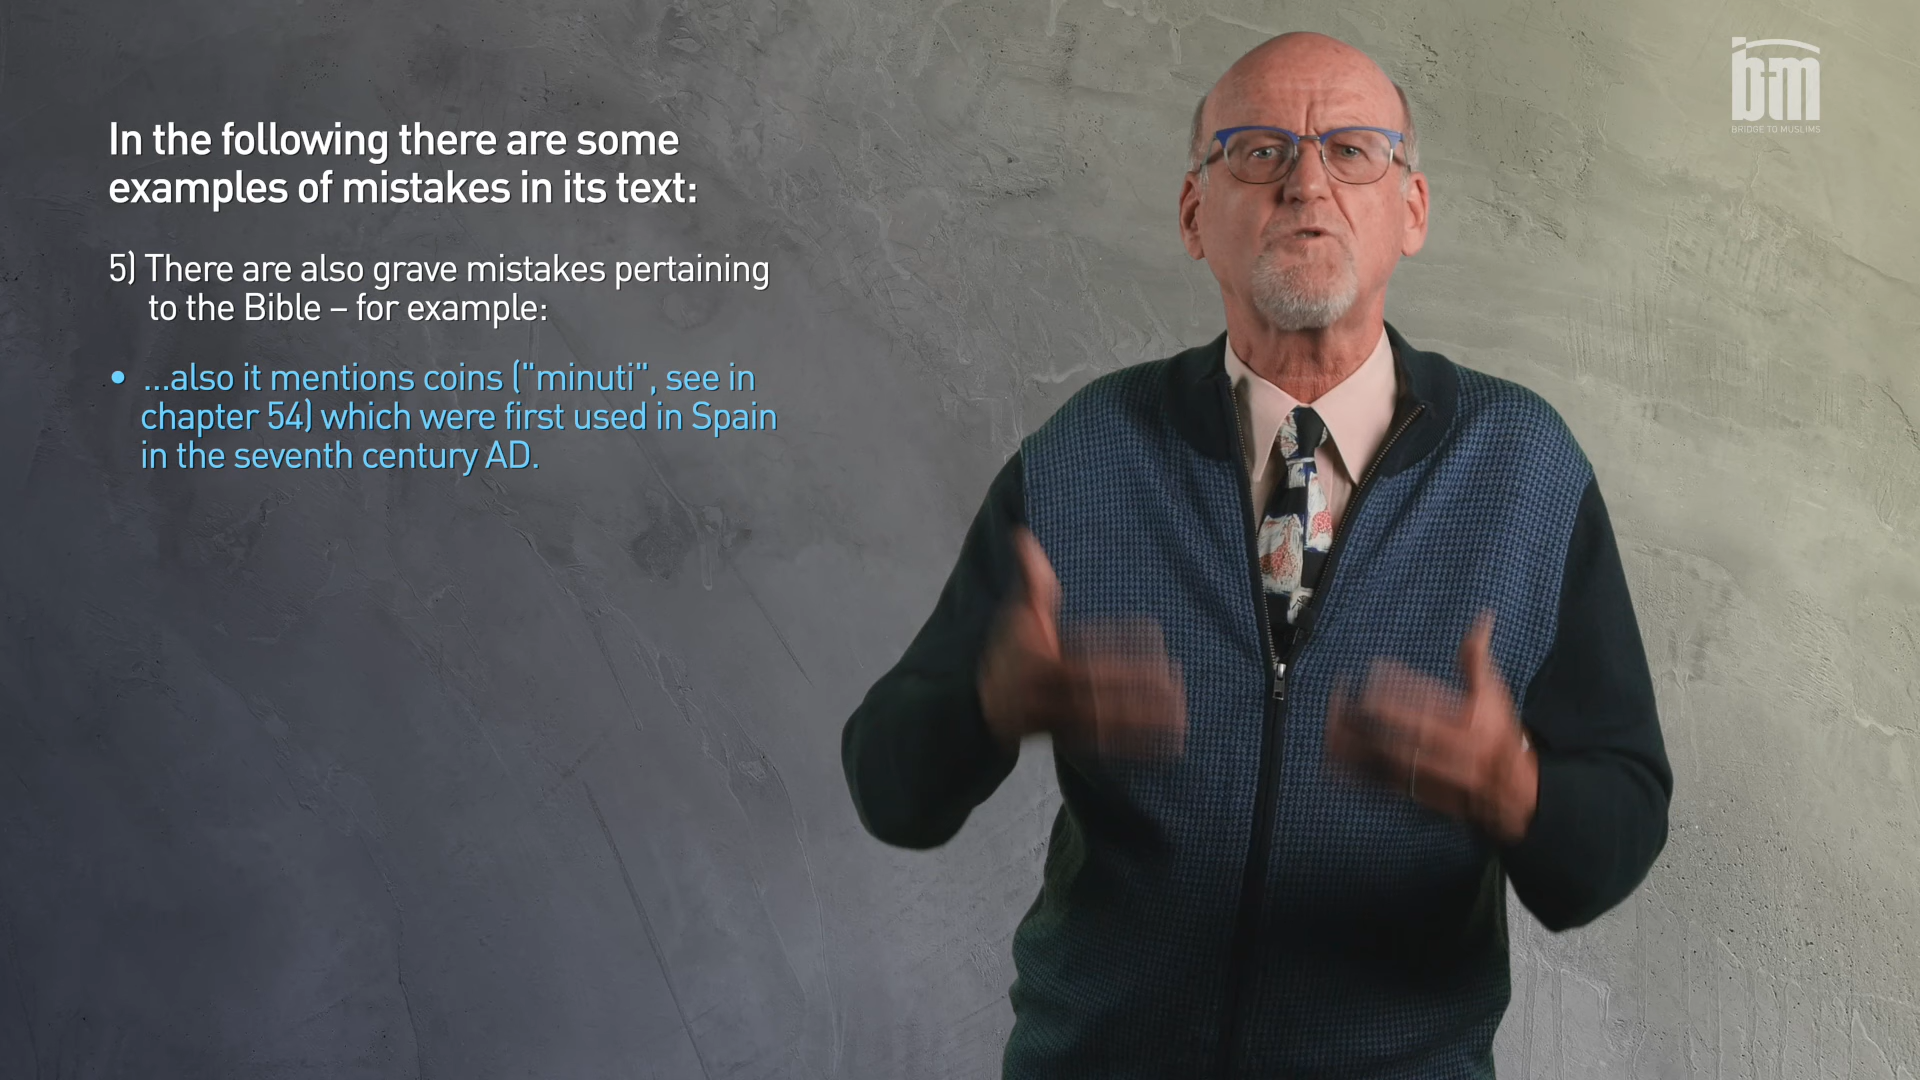 In the following there are some
examples of mistakes in its text:
5) There are also grave mistakes pertaining
to the Bible – for example:
• ...also it mentions coins ("minuti", see in
chapter 54) which were first used in Spain
in the seventh century AD.
bm
BRIDGE TO MUSLIMS